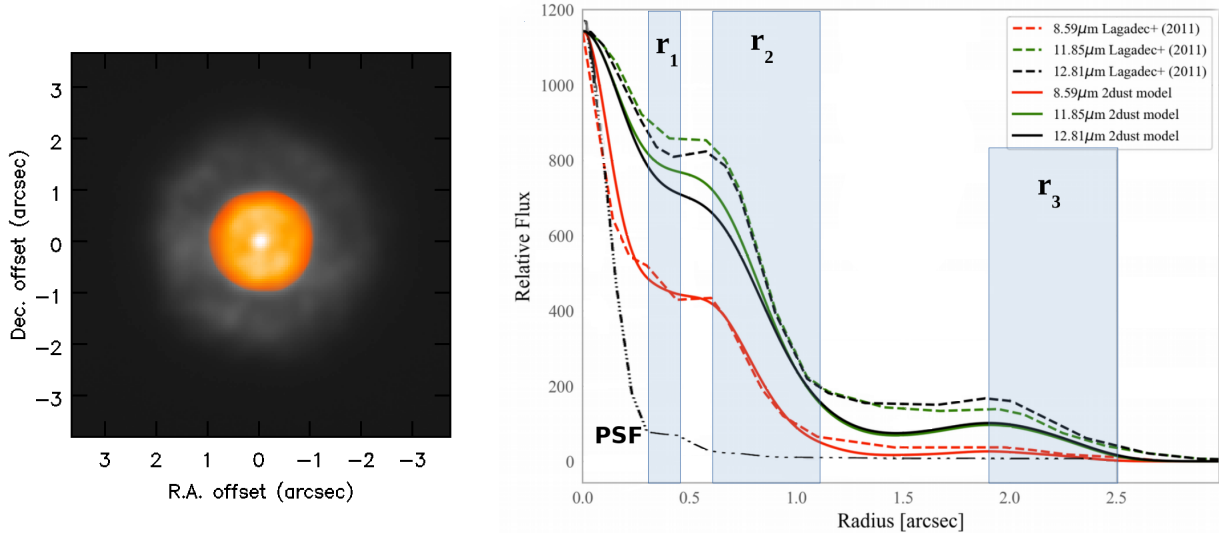 3
2
1
0
−1
−2
−3
Dec. offset (arcsec)
3 2 1 0 −1 −2 −3
R.A. offset (arcsec)
1200
1000
800
600
400
200
0
Relative Flux
r1
r2
r3
PSF
8.59μm Lagadec+ (2011)
11.85μm Lagadec+ (2011)
12.81μm Lagadec+ (2011)
8.59μm 2dust model
11.85μm 2dust model
12.81μm 2dust model
0.0 0.5 1.0 1.5 2.0 2.5
Radius [arcsec]